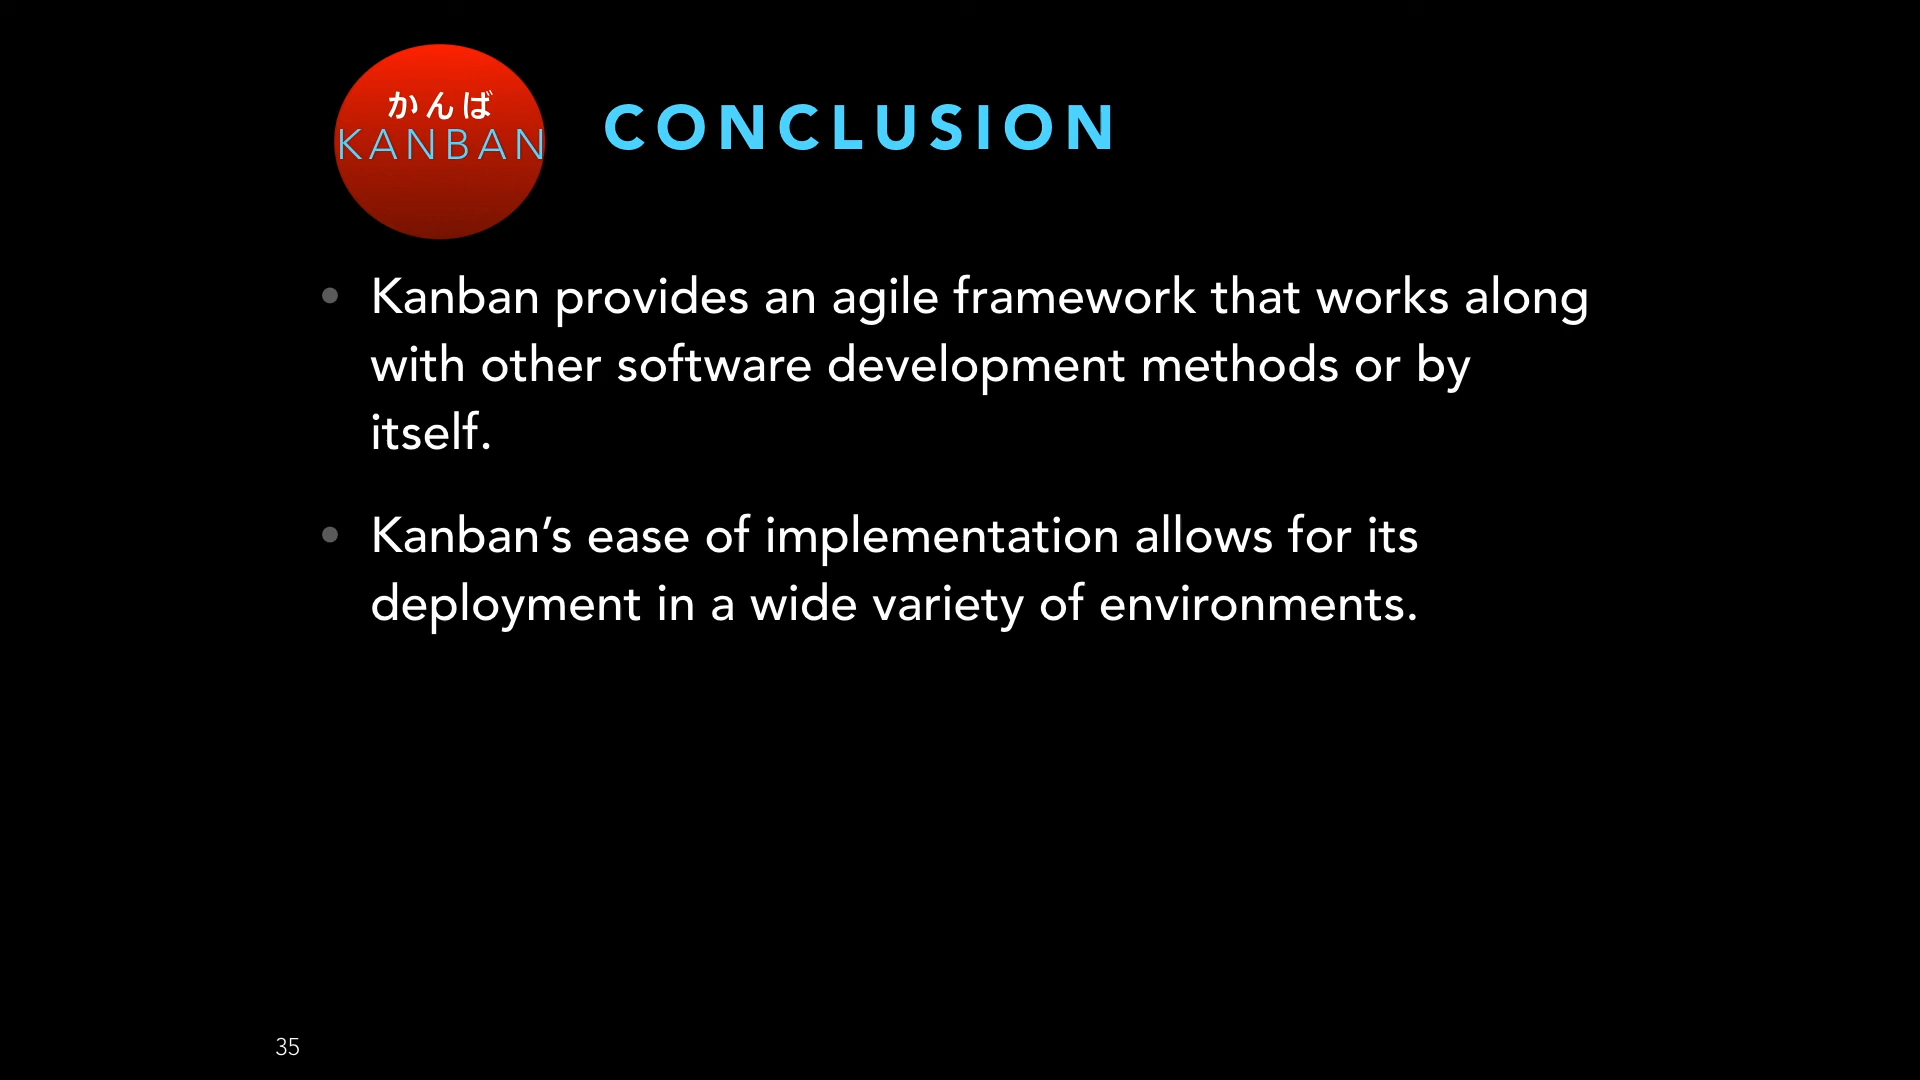 かんば
KANBAN
CONCLUSION
• Kanban provides an agile framework that works along
with other software development methods or by
itself.
• Kanban’s ease of implementation allows for its
deployment in a wide variety of environments.
35